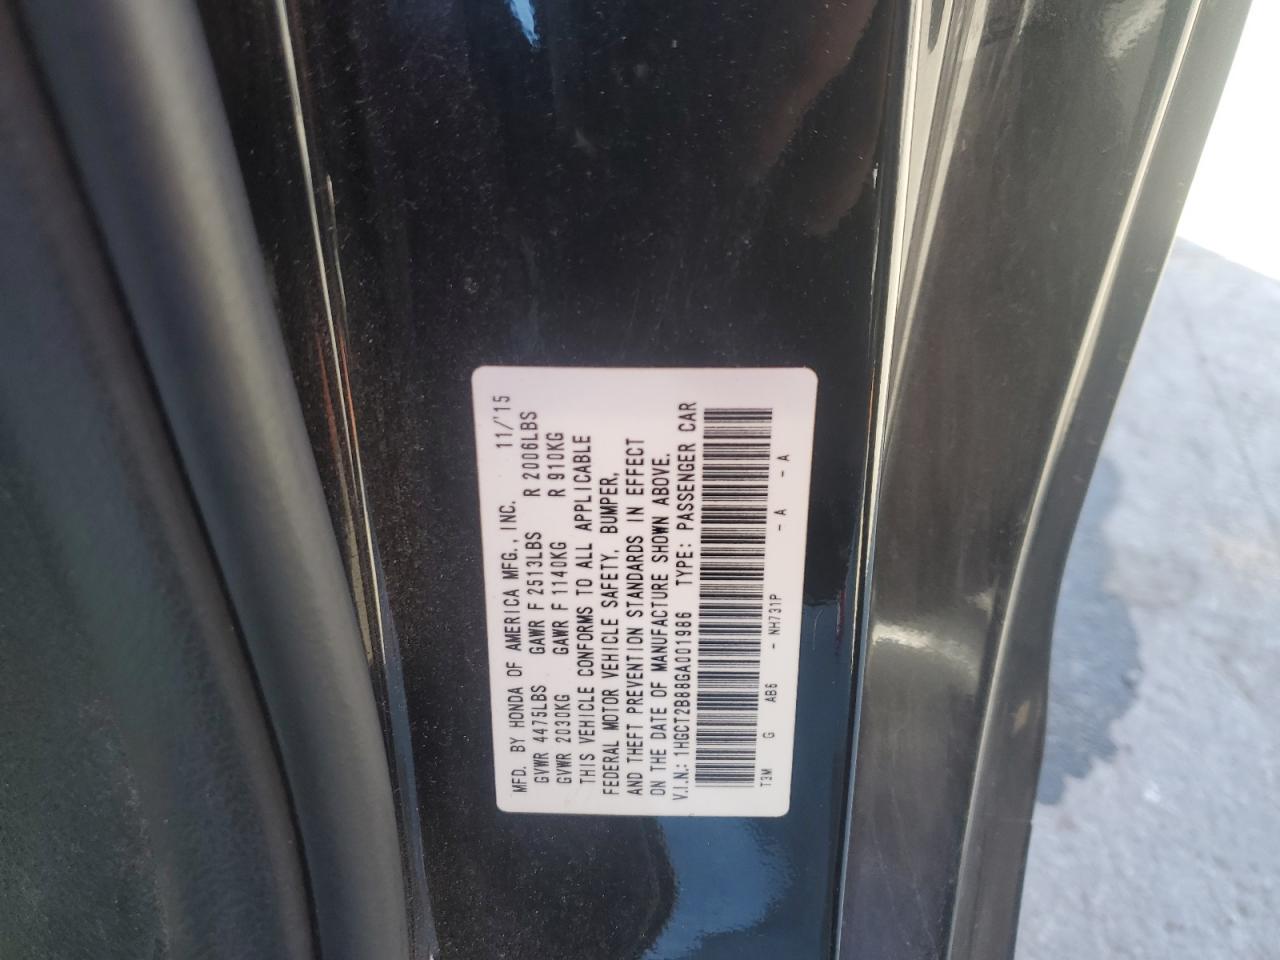 MFD. BY HONDA OF AMERICA MFG., INC. 11/'15
GVWR 4475LBS GAWR F 2513LBS R 2006LBS
GVWR 2030KG GAWR F 1140KG R 910KG
THIS VEHICLE CONFORMS TO ALL APPLICABLE
FEDERAL MOTOR VEHICLE SAFETY, BUMPER,
AND THEFT PREVENTION STANDARDS IN EFFECT
ON THE DATE OF MANUFACTURE SHOWN ABOVE.
V.I.N.: 1HGCT2B88GA001986 TYPE: PASSENGER CAR
T3M G AB6 - NH731P - A - A